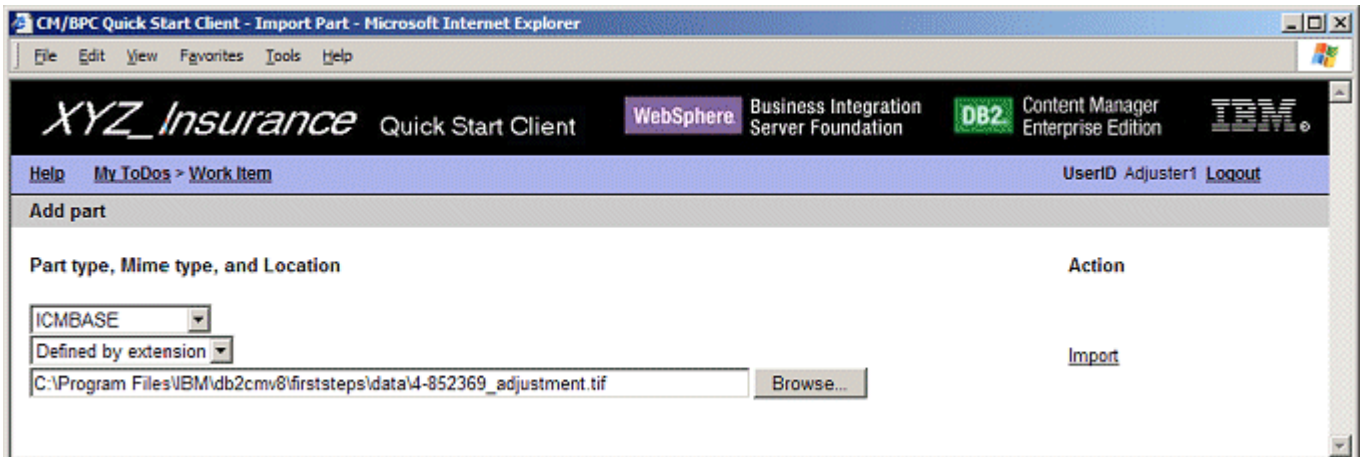 CM/BPC Quick Start Client - Import Part - Microsoft Internet Explorer
File Edit View Favorites Tools Help
XYZ_Insurance Quick Start Client WebSphere. Business Integration Server Foundation DB2. Content Manager Enterprise Edition IBM®
Help My ToDos > Work Item UserID Adjuster1 Logout
Add part
Part type, Mime type, and Location Action
ICMBASE
Defined by extension Import
C:\Program Files\IBM\db2cmv8\firststeps\data\4-852369_adjustment.tif Browse...